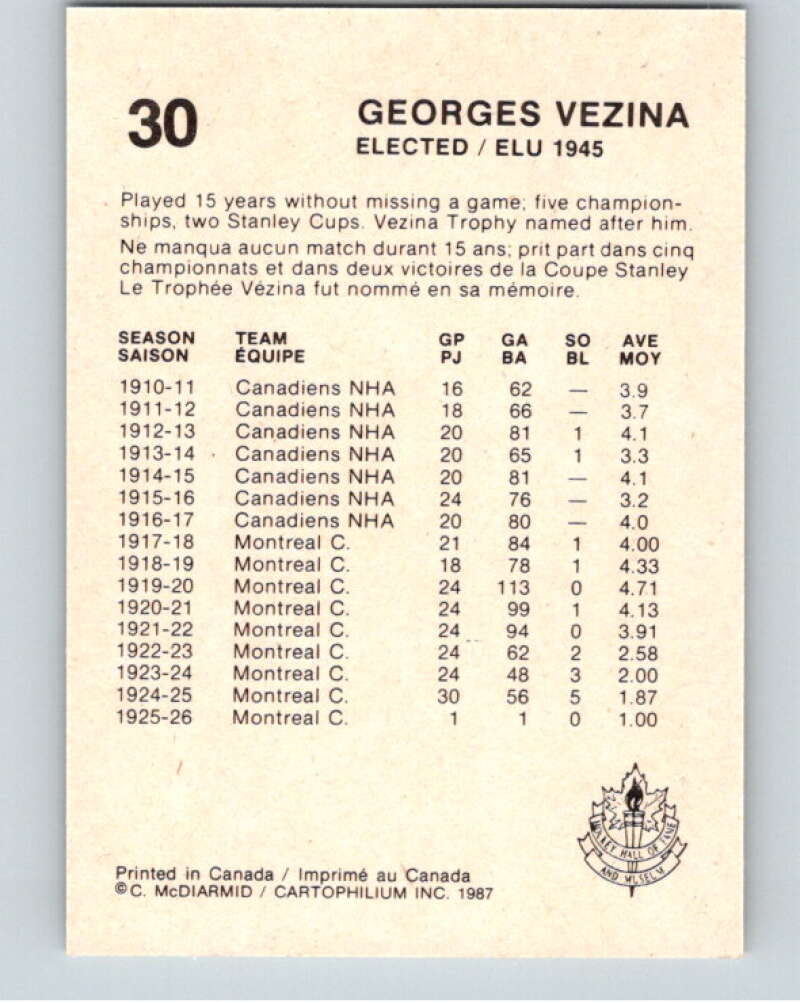 30
GEORGES VEZINA
ELECTED / ELU 1945
Played 15 years without missing a game; five champion-
ships, two Stanley Cups. Vezina Trophy named after him.
Ne manqua aucun match durant 15 ans; prit part dans cinq
championnats et dans deux victoires de la Coupe Stanley
Le Trophée Vézina fut nommé en sa mémoire.
SEASON TEAM GP GA SO AVE
SAISON ÉQUIPE PJ BA BL MOY
1910-11 Canadiens NHA 16 62 — 3.9
1911-12 Canadiens NHA 18 66 — 3.7
1912-13 Canadiens NHA 20 81 1 4.1
1913-14 Canadiens NHA 20 65 1 3.3
1914-15 Canadiens NHA 20 81 — 4.1
1915-16 Canadiens NHA 24 76 — 3.2
1916-17 Canadiens NHA 20 80 — 4.0
1917-18 Montreal C. 21 84 1 4.00
1918-19 Montreal C. 18 78 1 4.33
1919-20 Montreal C. 24 113 0 4.71
1920-21 Montreal C. 24 99 1 4.13
1921-22 Montreal C. 24 94 0 3.91
1922-23 Montreal C. 24 62 2 2.58
1923-24 Montreal C. 24 48 3 2.00
1924-25 Montreal C. 30 56 5 1.87
1925-26 Montreal C. 1 1 0 1.00
HOCKEY HALL OF FAME
AND MUSEUM
Printed in Canada / Imprimé au Canada
©C. McDIARMID / CARTOPHILIUM INC. 1987